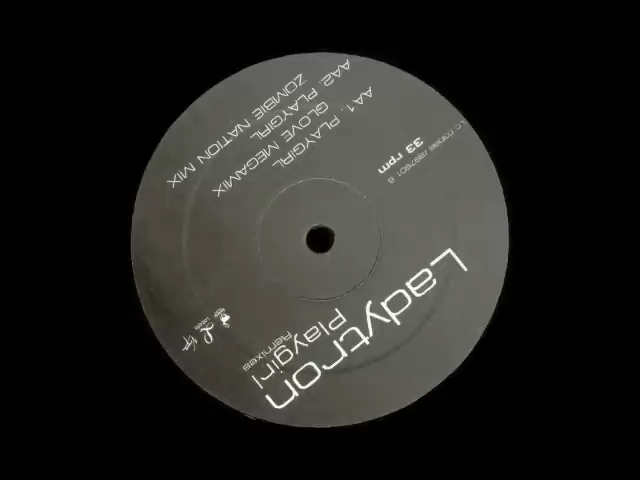 Ladytron
Playgirl
Remixes
33 rpm
AA1. PLAYGIRL
GLOVE MEGAMIX
AA2. PLAYGIRL
ZOMBIE NATION MIX